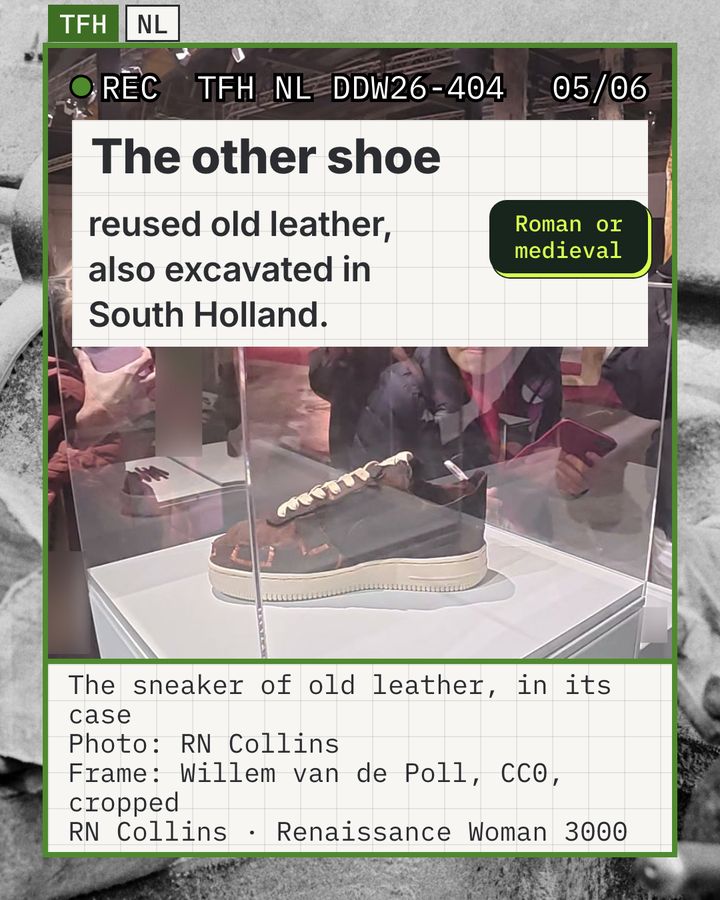 TFH NL
REC TFH NL DDW26-404 05/06
The other shoe
reused old leather,
also excavated in
South Holland.
Roman or
medieval
The sneaker of old leather, in its
case
Photo: RN Collins
Frame: Willem van de Poll, CC0,
cropped
RN Collins · Renaissance Woman 3000